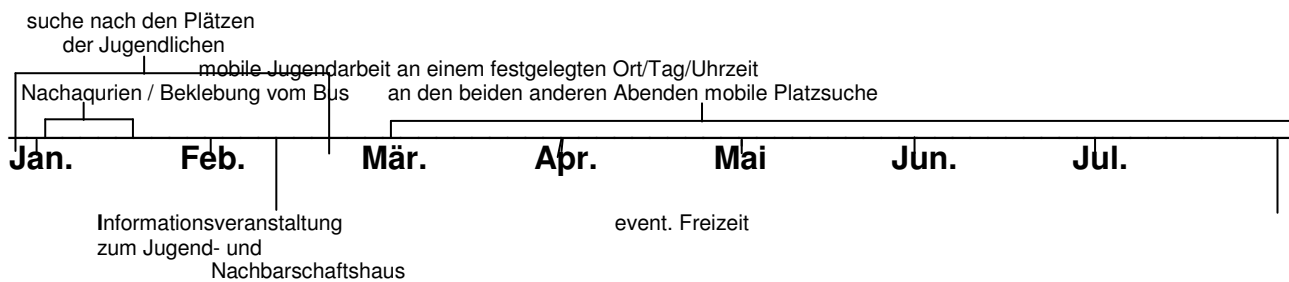 suche nach den Plätzen
der Jugendlichen
mobile Jugendarbeit an einem festgelegten Ort/Tag/Uhrzeit
Nachaqurien / Beklebung vom Bus an den beiden anderen Abenden mobile Platzsuche
Jan. Feb. Mär. Apr. Mai Jun. Jul.
Informationsveranstaltung event. Freizeit
zum Jugend- und
Nachbarschaftshaus